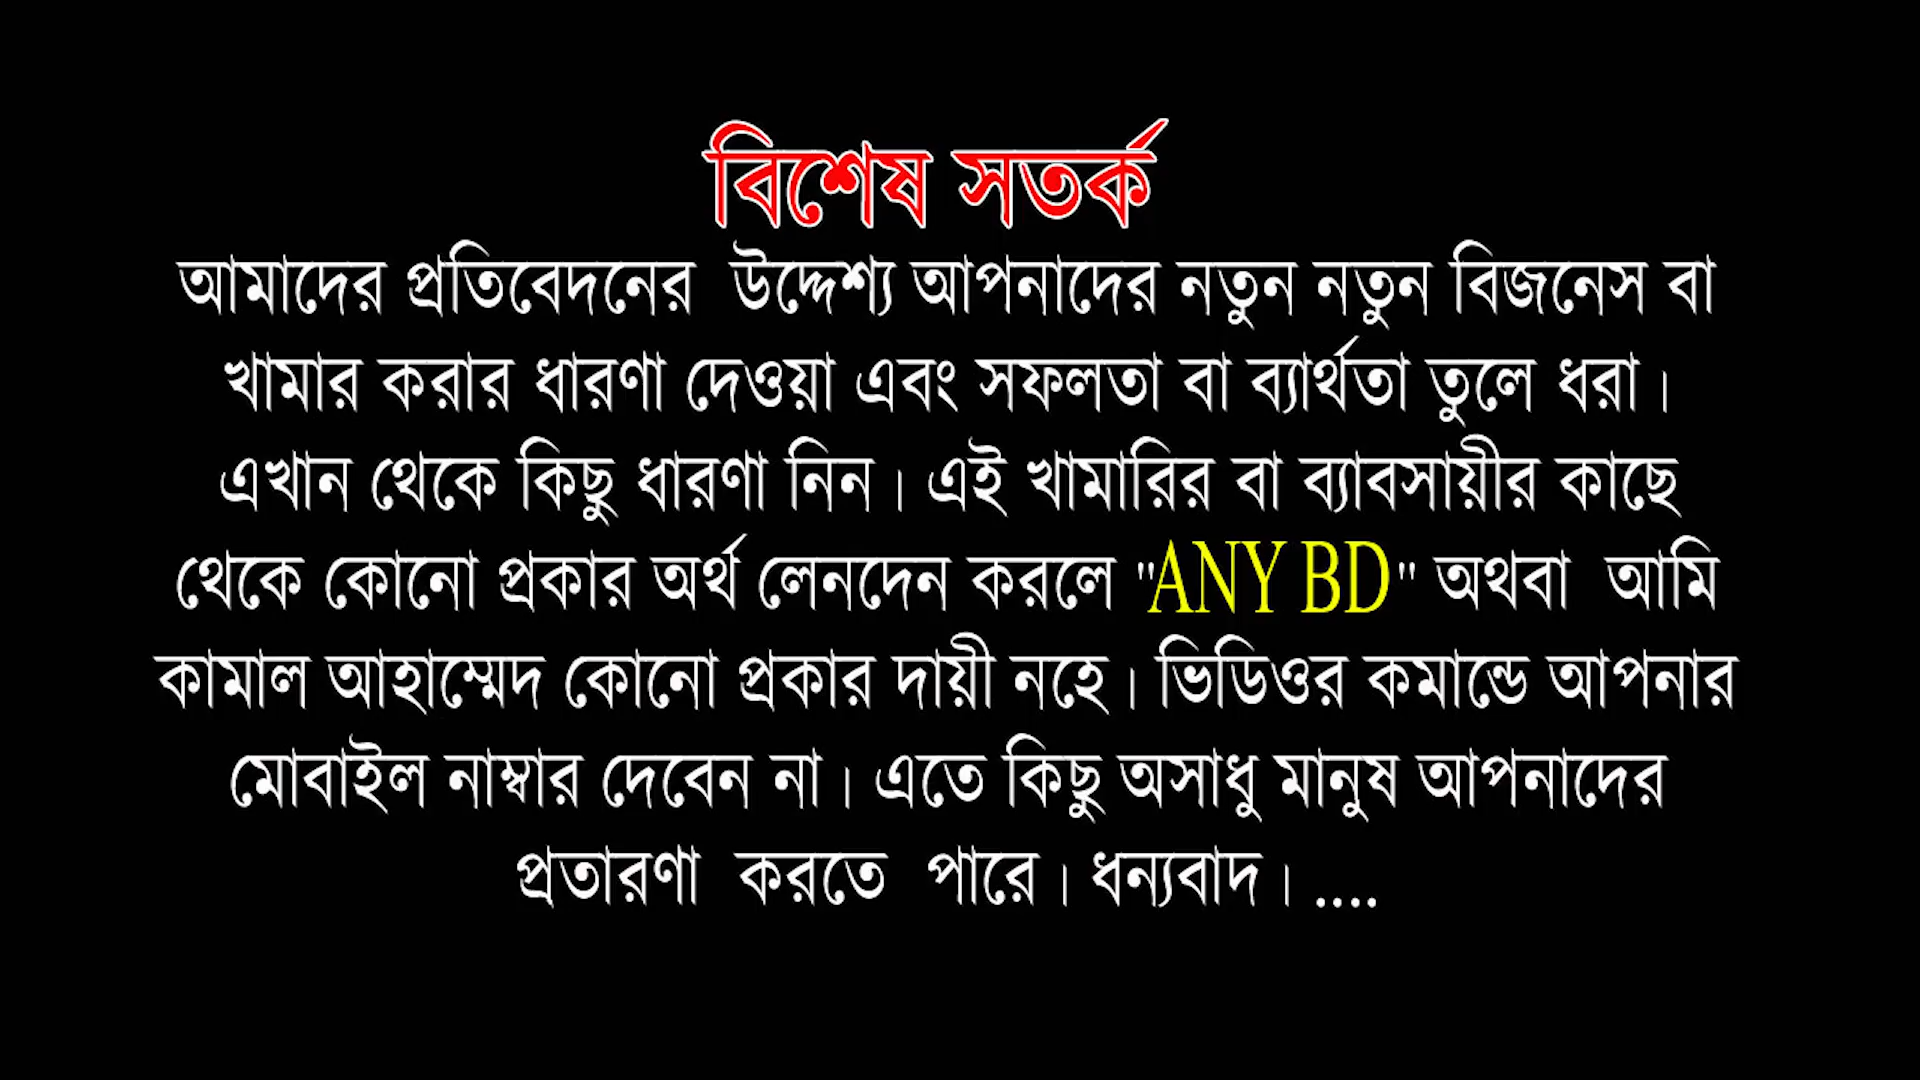 বিশেষ সতর্ক
আমাদের প্রতিবেদনের উদ্দেশ্য আপনাদের নতুন নতুন বিজনেস বা
খামার করার ধারণা দেওয়া এবং সফলতা বা ব্যার্থতা তুলে ধরা।
এখান থেকে কিছু ধারণা নিন। এই খামারির বা ব্যাবসায়ীর কাছে
থেকে কোনো প্রকার অর্থ লেনদেন করলে "ANY BD" অথবা আমি
কামাল আহাম্মেদ কোনো প্রকার দায়ী নহে। ভিডিওর কমান্ডে আপনার
মোবাইল নাম্বার দেবেন না। এতে কিছু অসাধু মানুষ আপনাদের
প্রতারণা করতে পারে। ধন্যবাদ। ....